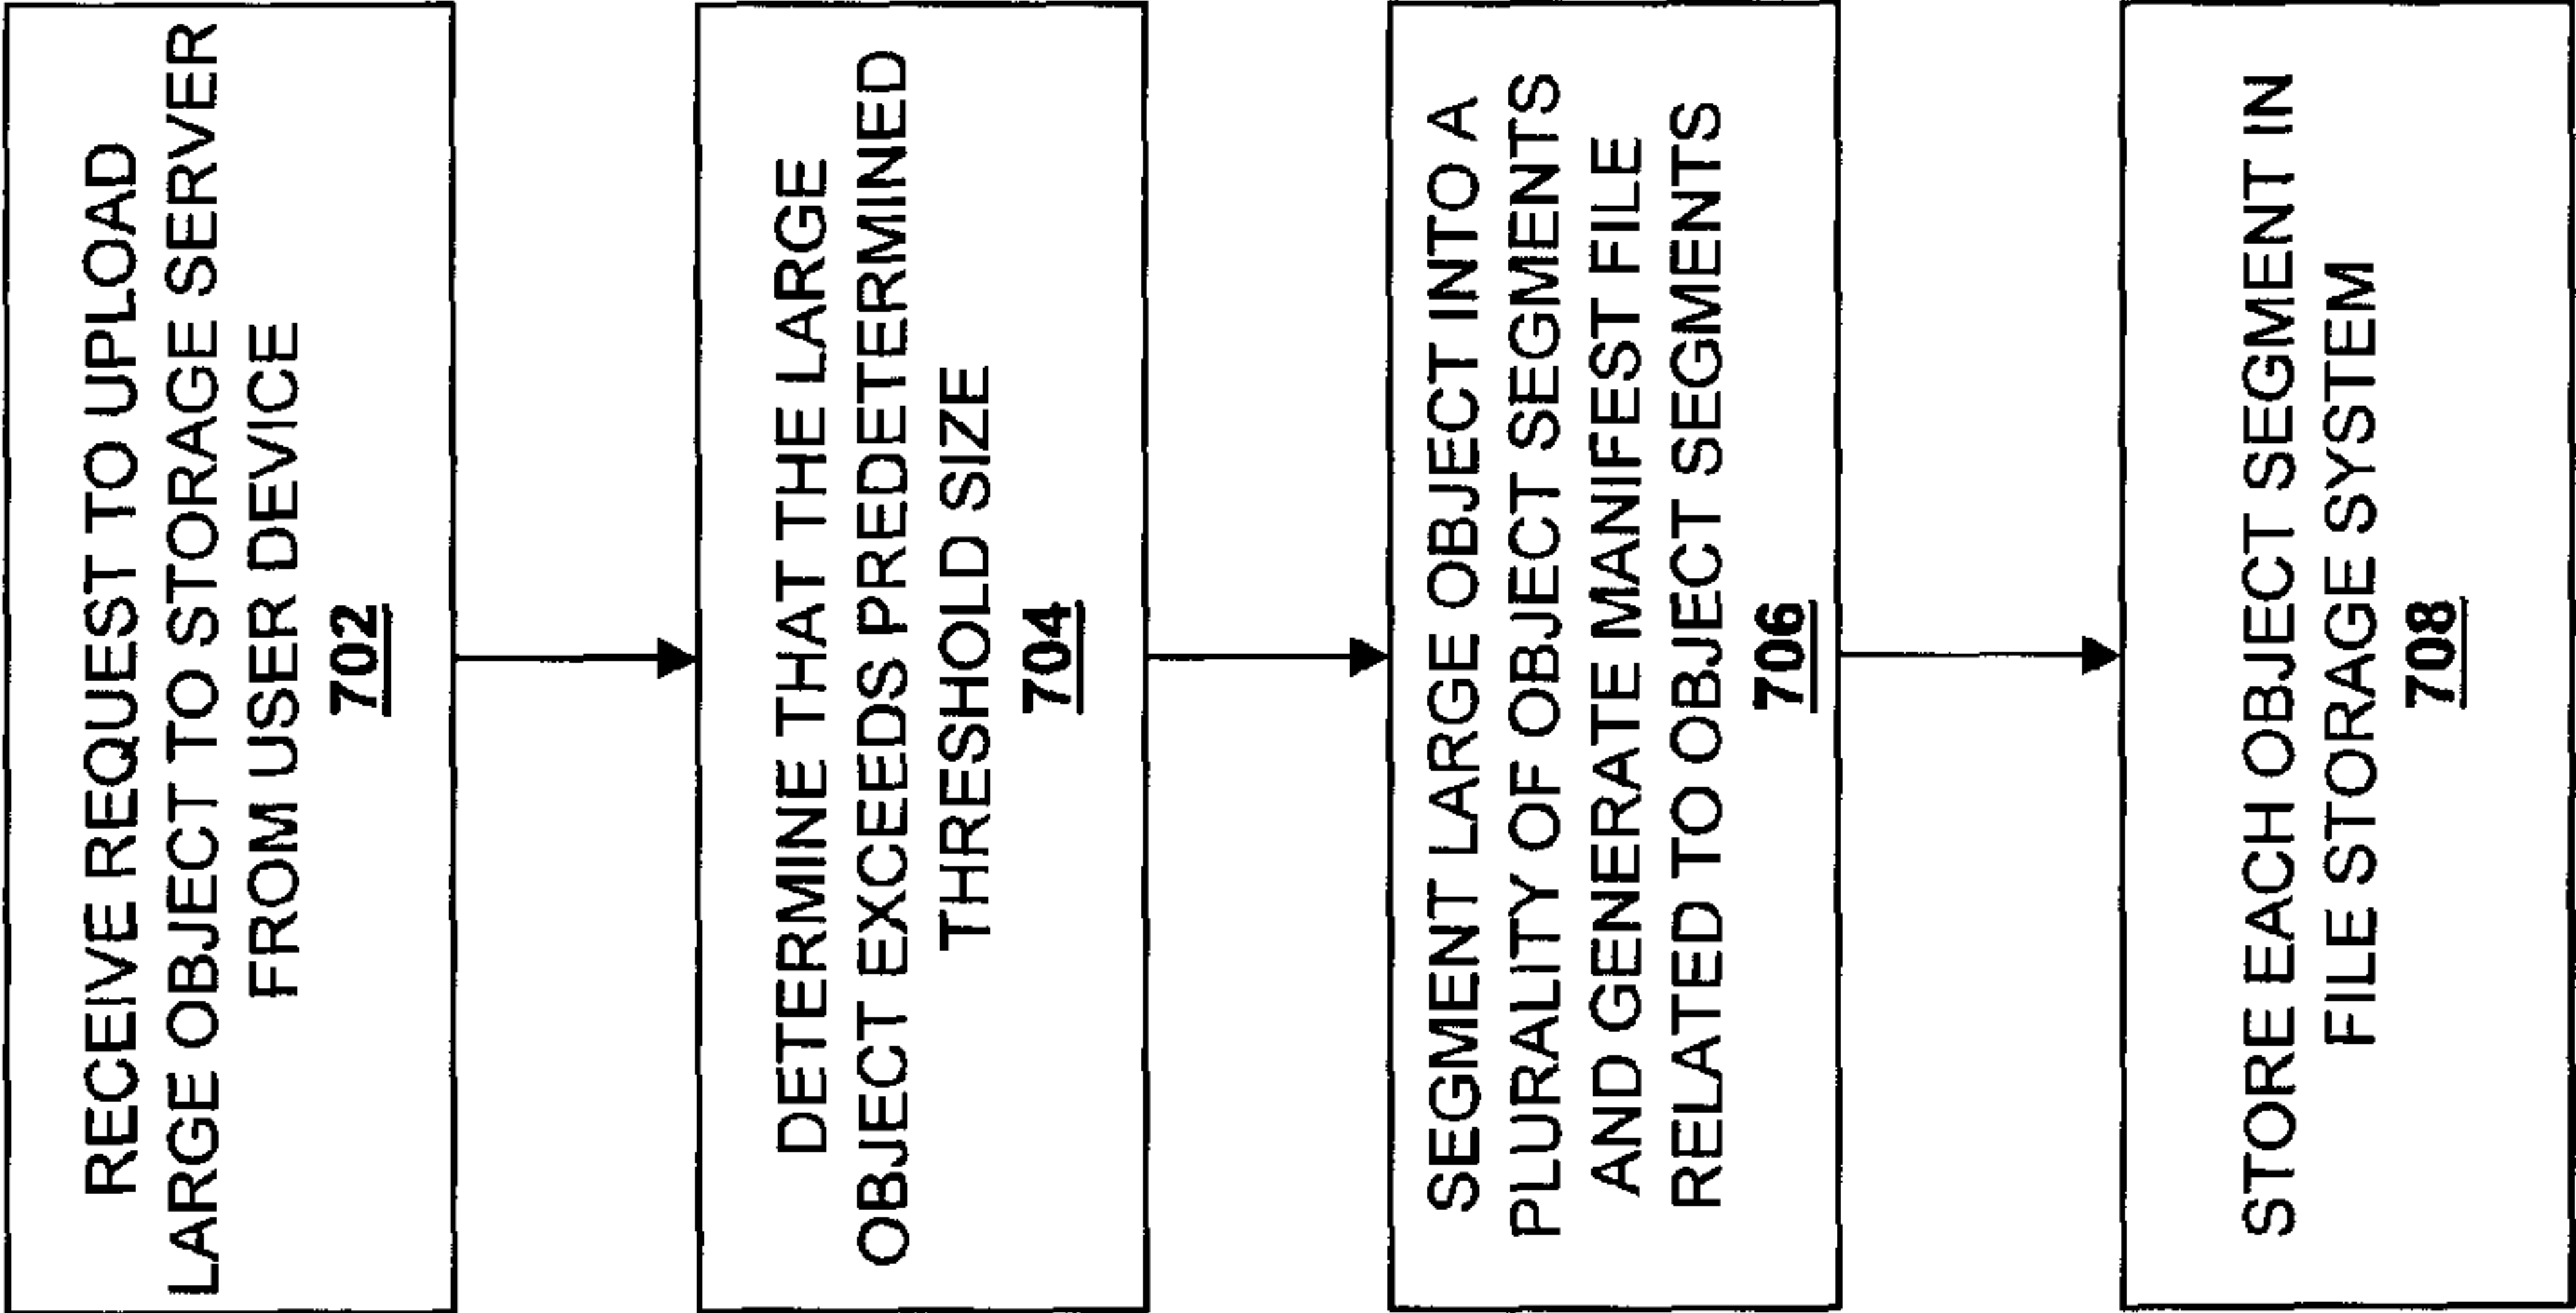 RECEIVE REQUEST TO UPLOAD
LARGE OBJECT TO STORAGE SERVER
FROM USER DEVICE
702
DETERMINE THAT THE LARGE
OBJECT EXCEEDS PREDETERMINED
THRESHOLD SIZE
704
SEGMENT LARGE OBJECT INTO A
PLURALITY OF OBJECT SEGMENTS
AND GENERATE MANIFEST FILE
RELATED TO OBJECT SEGMENTS
706
STORE EACH OBJECT SEGMENT IN
FILE STORAGE SYSTEM
708